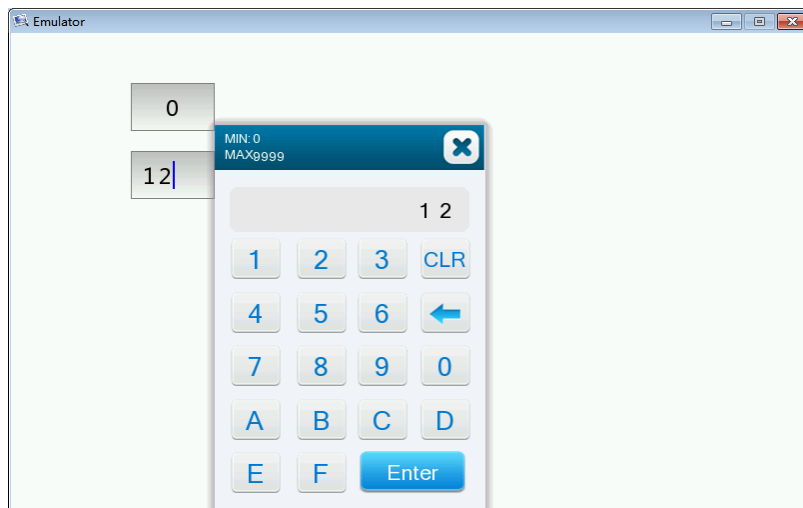 Emulator
0
MIN: 0
MAX9999
12
1 2
1 2 3 CLR
4 5 6
7 8 9 0
A B C D
E F Enter